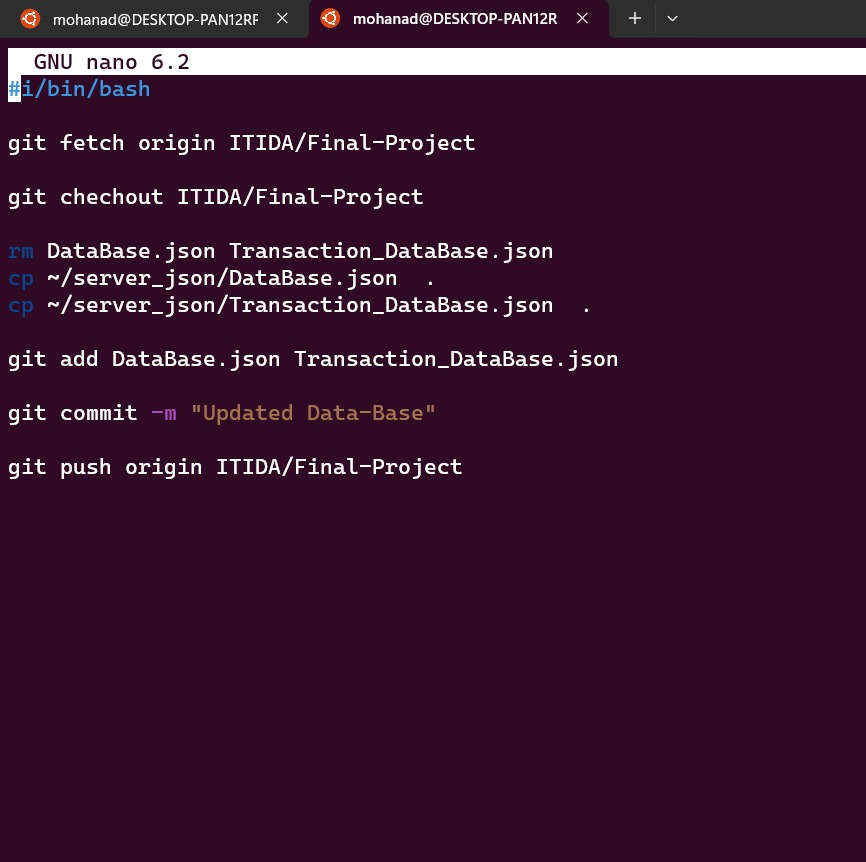 mohanad@DESKTOP-PAN12RF
mohanad@DESKTOP-PAN12R
GNU nano 6.2
#i/bin/bash
git fetch origin ITIDA/Final-Project
git chechout ITIDA/Final-Project
rm DataBase.json Transaction_DataBase.json
cp ~/server_json/DataBase.json .
cp ~/server_json/Transaction_DataBase.json .
git add DataBase.json Transaction_DataBase.json
git commit -m "Updated Data-Base"
git push origin ITIDA/Final-Project